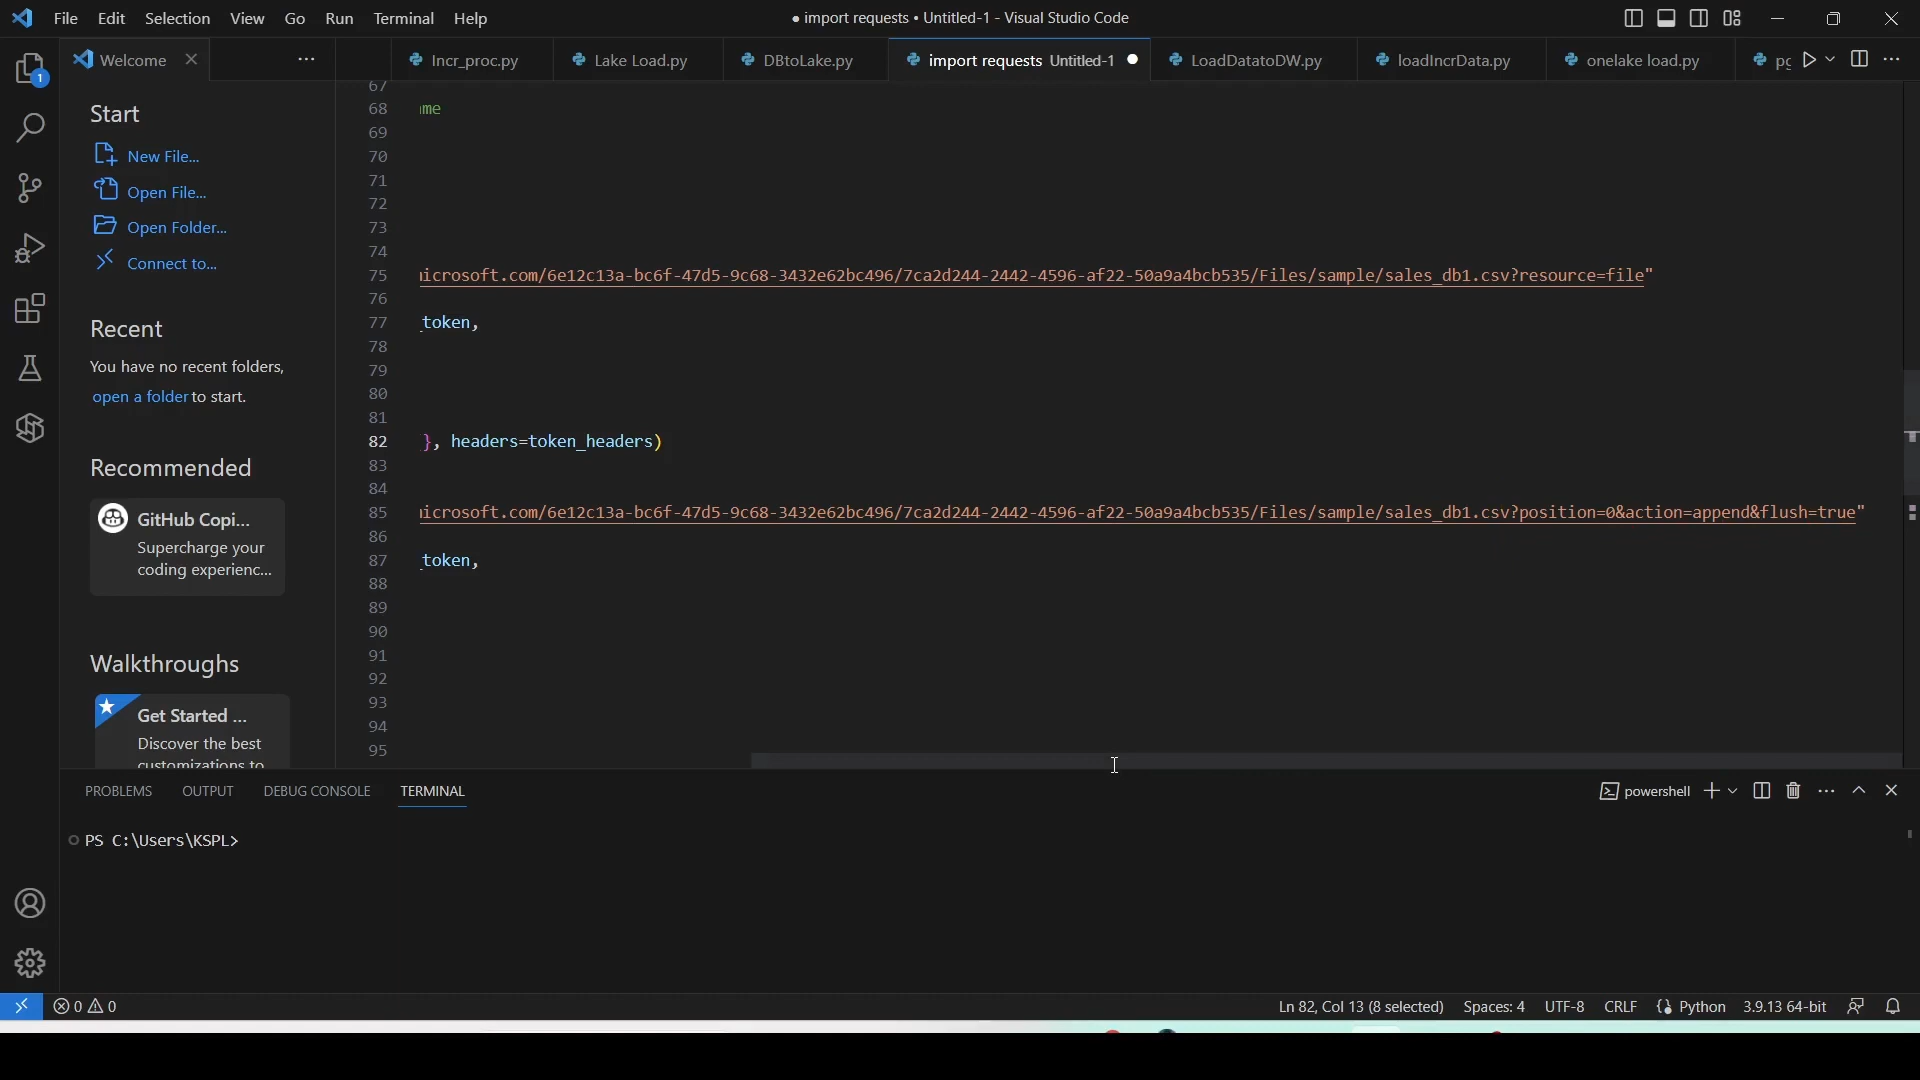 File Edit Selection View Go Run Terminal Help
● import requests • Untitled-1 - Visual Studio Code
Welcome
Incr_proc.py
Lake Load.py
DBtoLake.py
import requests Untitled-1
LoadDatatoDW.py
loadIncrData.py
onelake load.py
1
Start
New File...
Open File...
Open Folder...
Connect to...
Recent
You have no recent folders,
open a folder to start.
Recommended
GitHub Copi...
Supercharge your
coding experienc...
Walkthroughs
Get Started ...
Discover the best
customizations to
67
68 me
69
70
71
72
73
74
75 icrosoft.com/6e12c13a-bc6f-47d5-9c68-3432e62bc496/7ca2d244-2442-4596-af22-50a9a4bcb535/Files/sample/sales_db1.csv?resource=file"
76
77 _token,
78
79
80
81
82 }, headers=token_headers)
83
84
85 icrosoft.com/6e12c13a-bc6f-47d5-9c68-3432e62bc496/7ca2d244-2442-4596-af22-50a9a4bcb535/Files/sample/sales_db1.csv?position=0&action=append&flush=true"
86
87 _token,
88
89
90
91
92
93
94
95
PROBLEMS OUTPUT DEBUG CONSOLE TERMINAL
powershell
PS C:\Users\KSPL>
0 0
Ln 82, Col 13 (8 selected) Spaces: 4 UTF-8 CRLF Python 3.9.13 64-bit